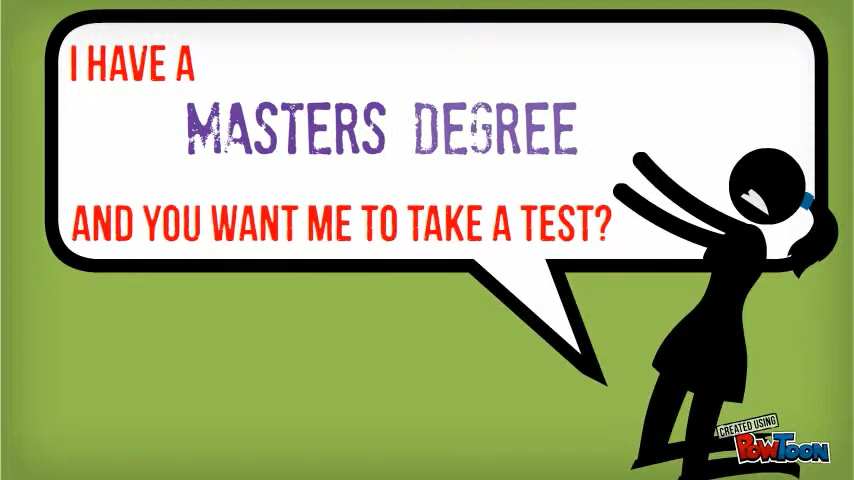 I HAVE A
MASTERS DEGREE
AND YOU WANT ME TO TAKE A TEST?
CREATED USING
POWTOON